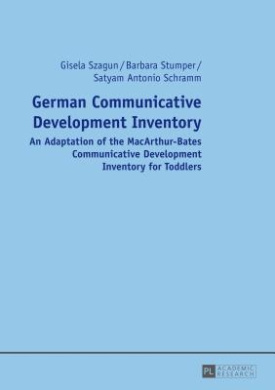 Gisela Szagun / Barbara Stumper /
Satyam Antonio Schramm
German Communicative
Development Inventory
An Adaptation of the MacArthur-Bates
Communicative Development
Inventory for Toddlers
PL ACADEMIC
RESEARCH